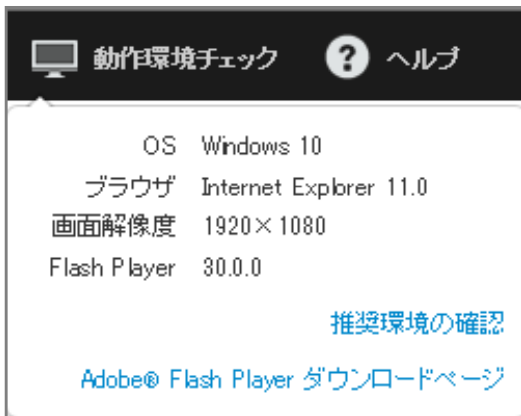 動作環境チェック ? ヘルプ
OS Windows 10
ブラウザ Internet Explorer 11.0
画面解像度 1920×1080
Flash Player 30.0.0
推奨環境の確認
Adobe® Flash Player ダウンロードページ